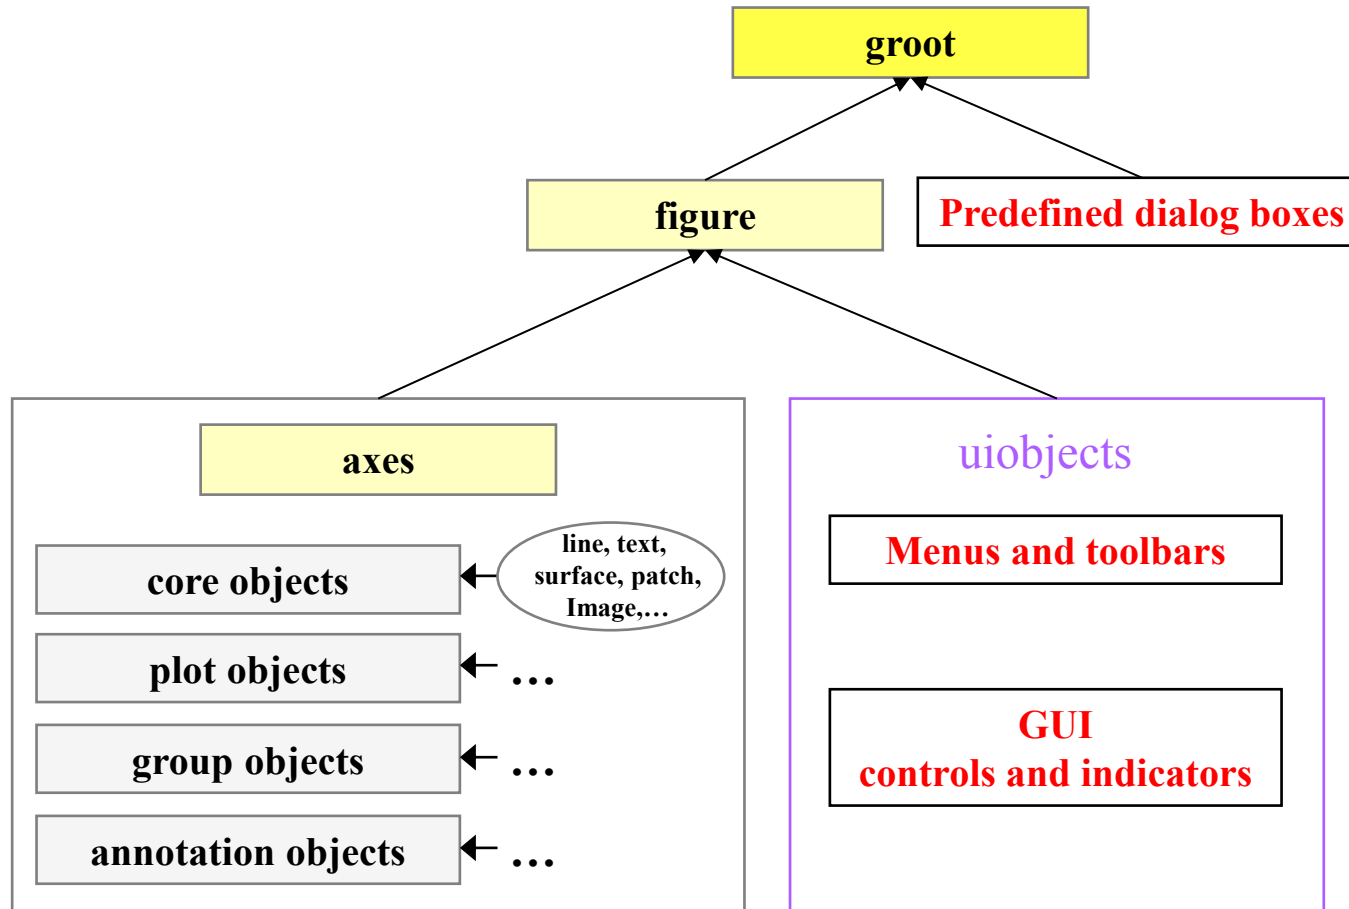 groot
figure
Predefined dialog boxes
axes
uiobjects
line, text,
surface, patch,
Image,…
core objects
Menus and toolbars
plot objects
…
group objects
…
GUI
controls and indicators
annotation objects
…